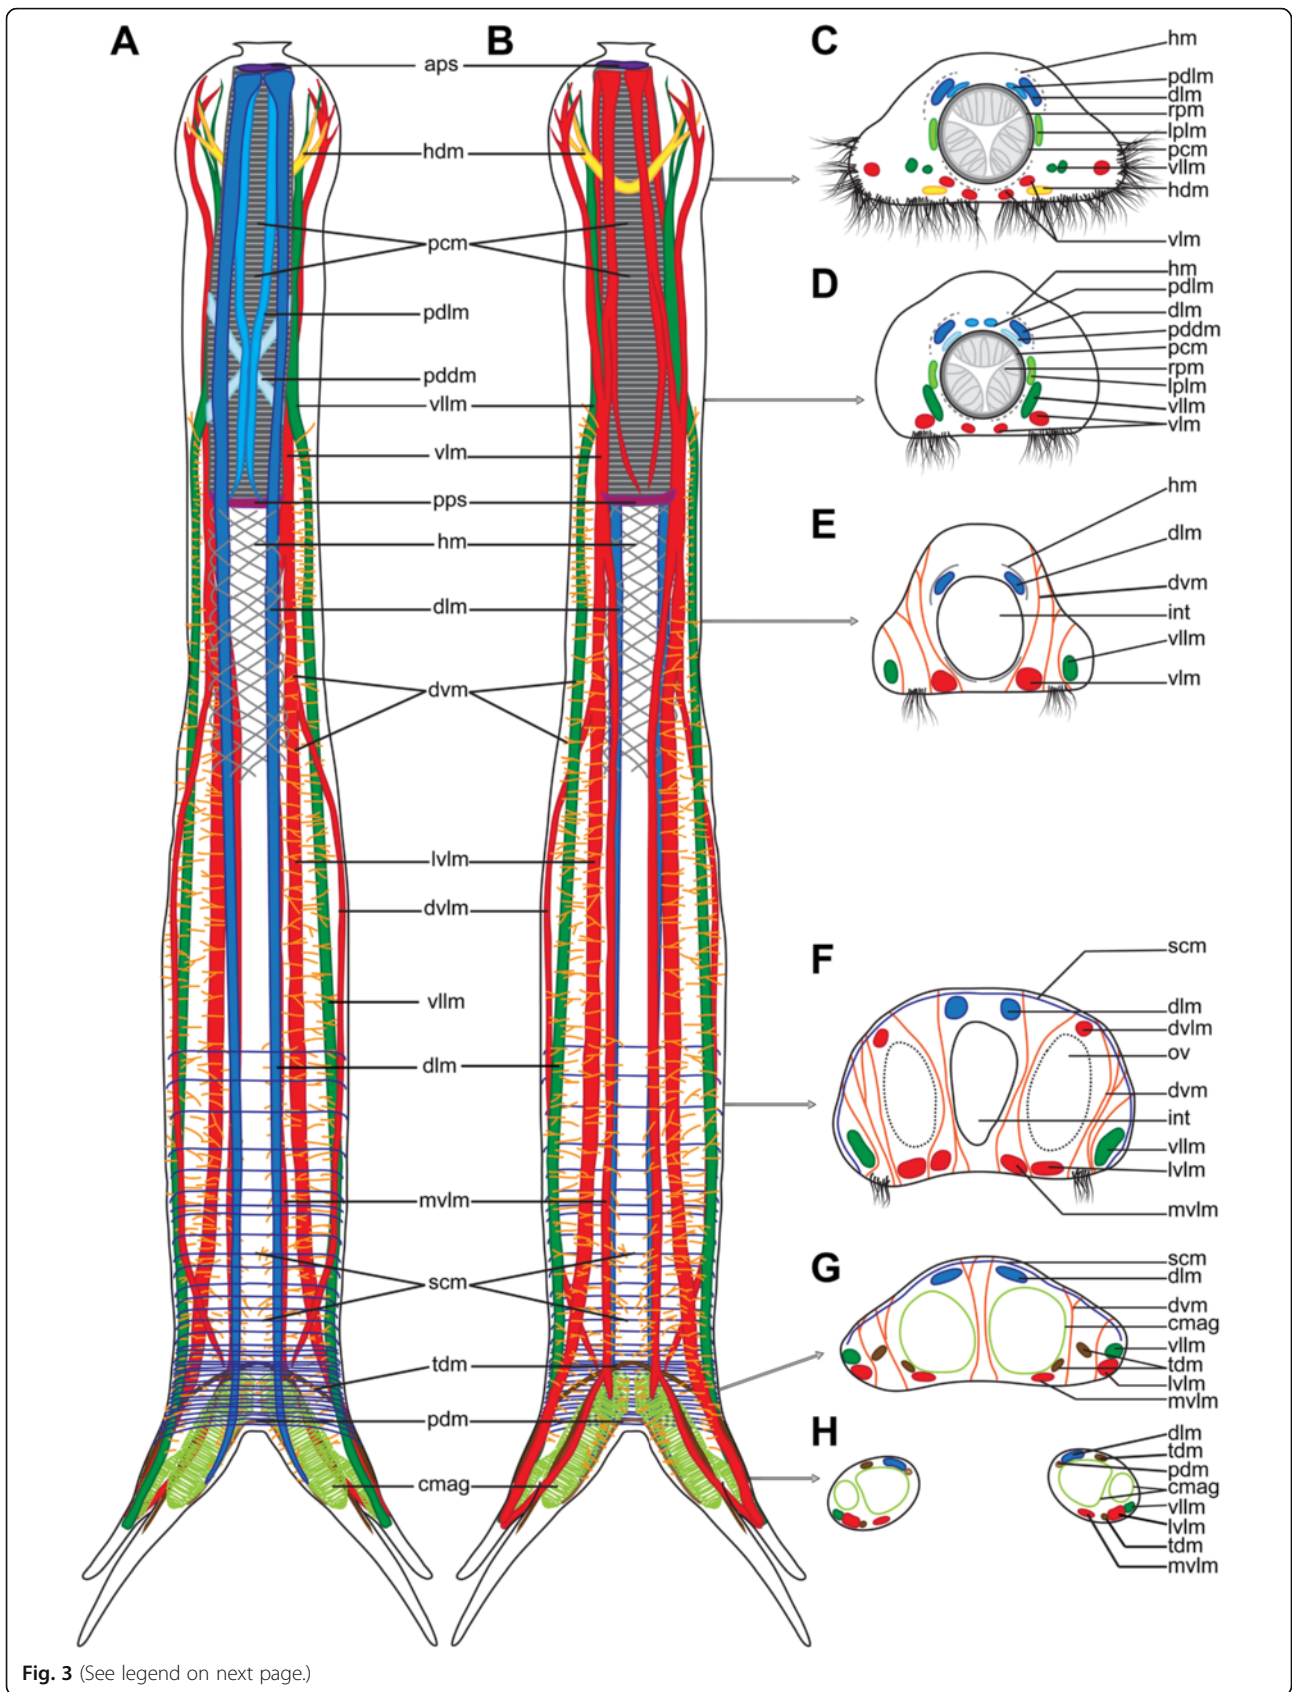 A
B
aps
hdm
pcm
pdlm
pddm
vllm
vlm
pps
hm
dlm
dvm
lvlm
dvlm
vllm
dlm
mvlm
scm
tdm
pdm
cmag
C
hm
pdlm
dlm
rpm
lplm
pcm
vllm
hdm
vlm
D
hm
pdlm
dlm
pddm
pcm
rpm
lplm
vllm
vlm
E
hm
dlm
dvm
int
vllm
vlm
F
scm
dlm
dvlm
ov
dvm
int
vllm
lvlm
mvlm
G
scm
dlm
dvm
cmag
vllm
tdm
lvlm
mvlm
H
dlm
tdm
pdm
cmag
vllm
lvlm
tdm
mvlm
Fig. 3 (See legend on next page.)